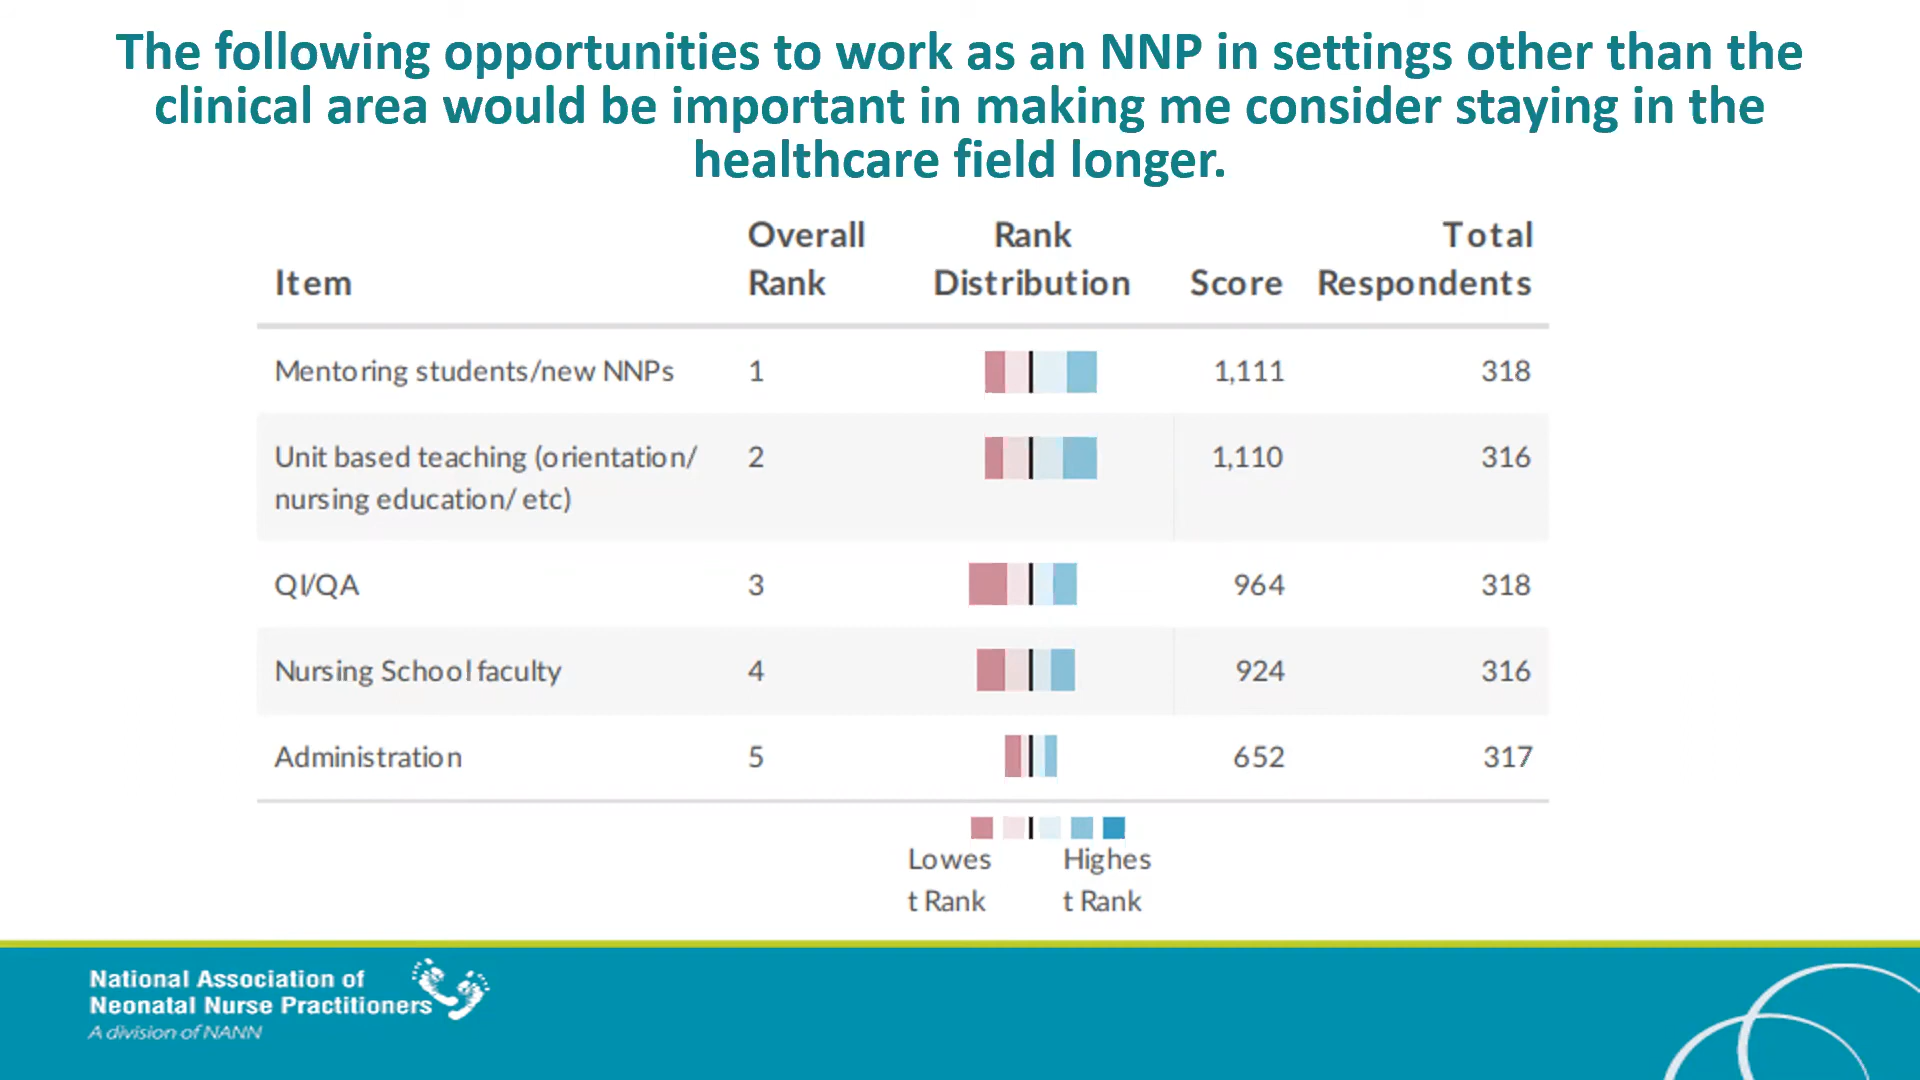 The following opportunities to work as an NNP in settings other than the
clinical area would be important in making me consider staying in the
healthcare field longer.
Item Overall Rank Rank Distribution Score Total Respondents
Mentoring students/new NNPs 1 1,111 318
Unit based teaching (orientation/ 2 1,110 316
nursing education/ etc)
QI/QA 3 964 318
Nursing School faculty 4 924 316
Administration 5 652 317
Lowes Highes
t Rank t Rank
National Association of
Neonatal Nurse Practitioners
A division of NANN